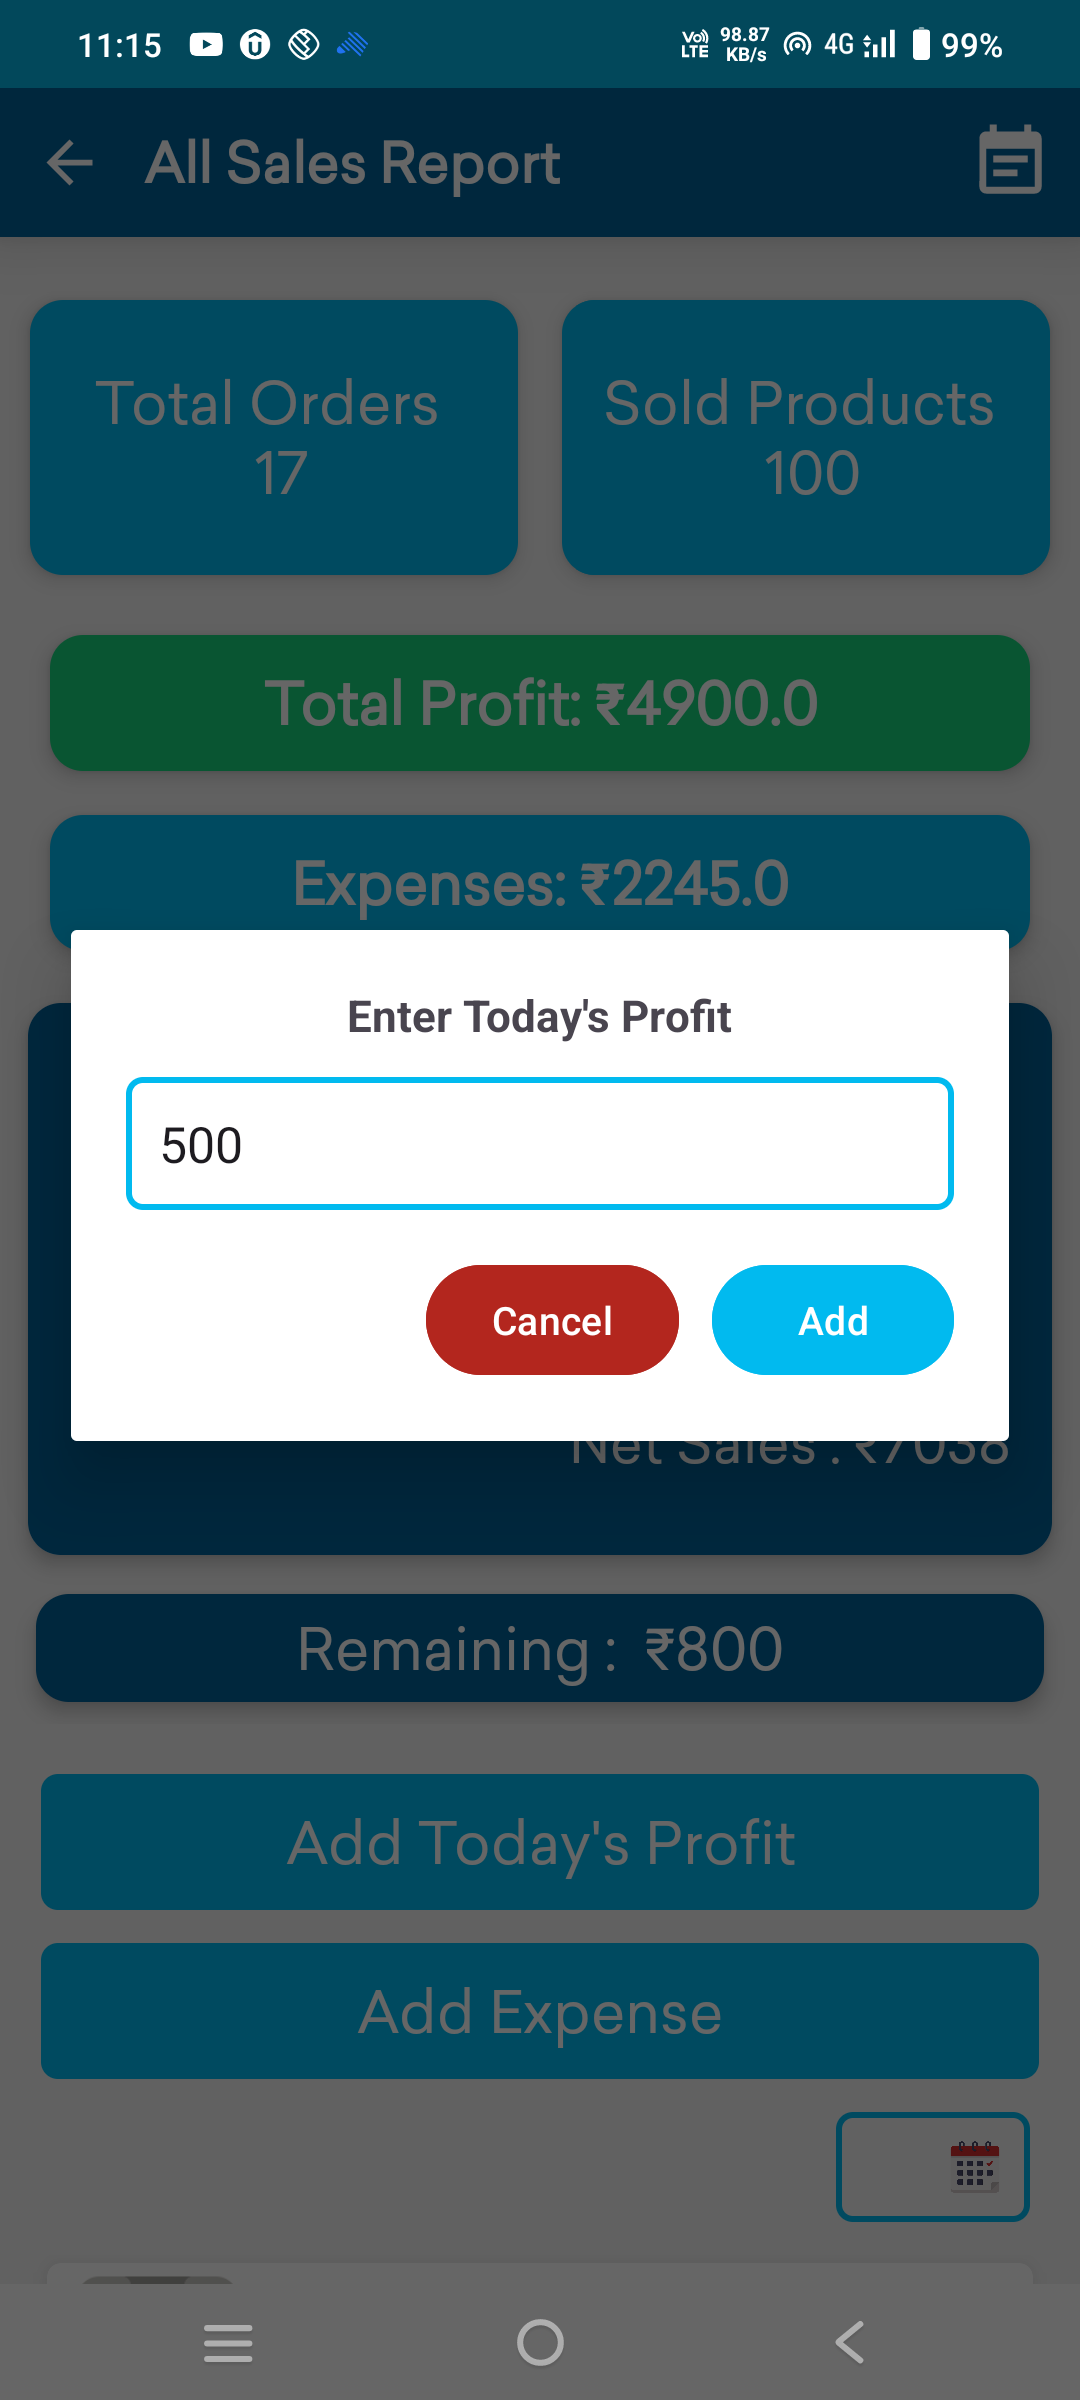 11:15
Vo)) LTE 98.87 KB/s 4G 99%
All Sales Report
Total Orders
17
Sold Products
100
Total Profit: ₹4900.0
Expenses: ₹2245.0
Enter Today's Profit
500
Cancel
Add
Net Sales : ₹7038
Remaining : ₹800
Add Today's Profit
Add Expense